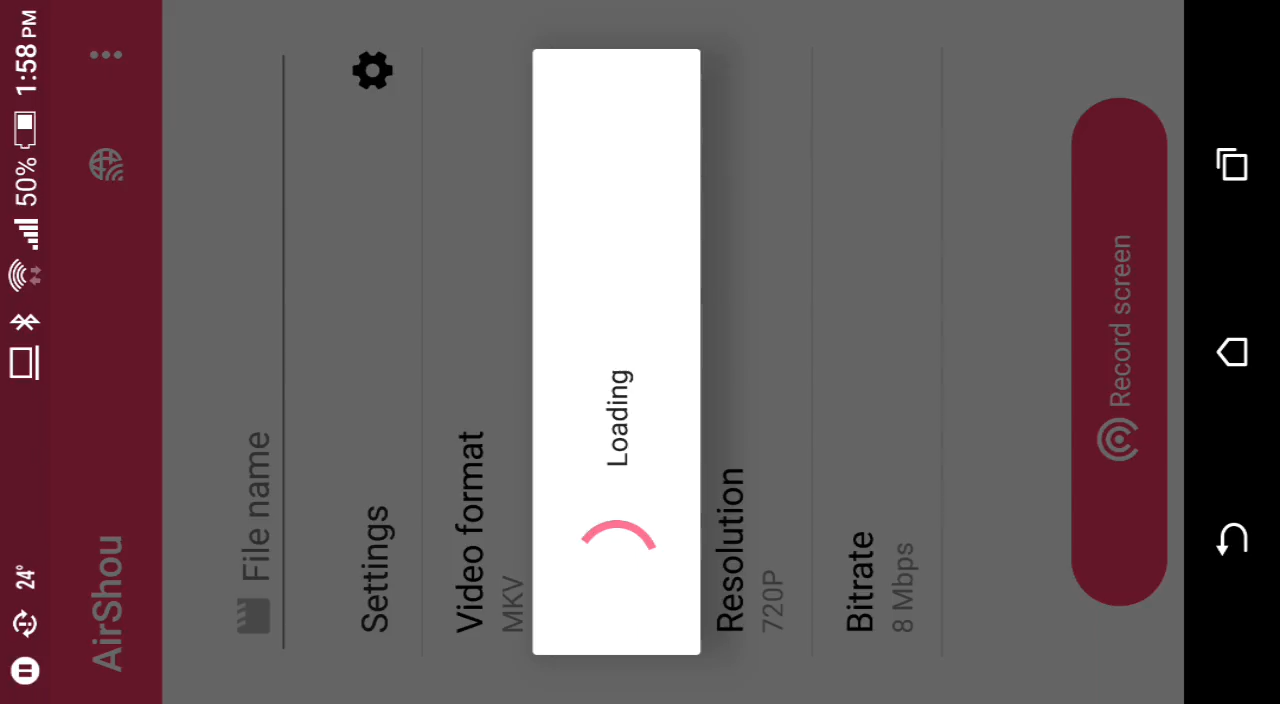 24° 50% 1:58 PM
AirShou
File name
Settings
Video format
MKV
Loading
Resolution
720P
Bitrate
8 Mbps
Record screen